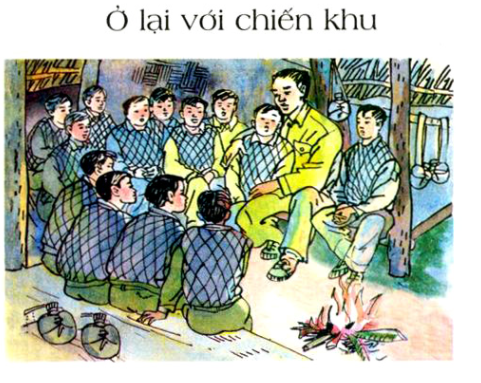 Ở lại với chiến khu